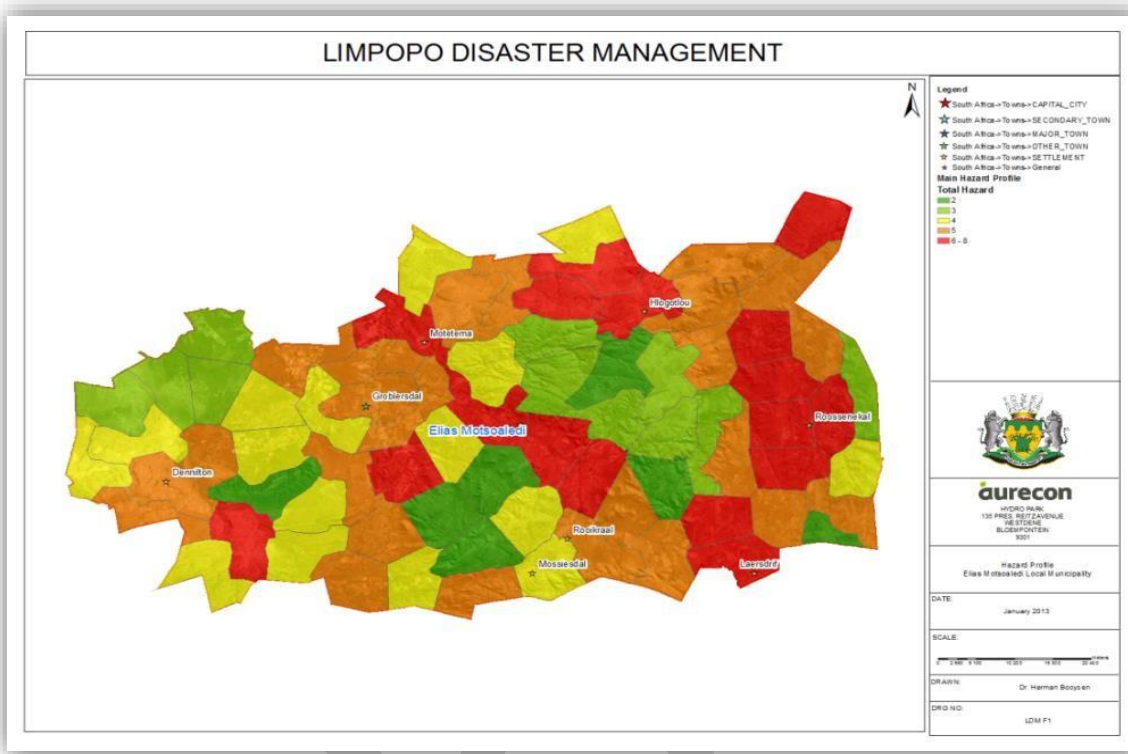 LIMPOPO DISASTER MANAGEMENT
N
Legend
South Africa->Towns->CAPITAL_CITY
South Africa->Towns->SECONDARY_TOWN
South Africa->Towns->MAJOR_TOWN
South Africa->Towns->OTHER_TOWN
South Africa->Towns->SETTLEMENT
South Africa->Towns->General
Main Hazard Profile
Total Hazard
2
3
4
5
6 - 8
Hlogotlou
Motetema
Groblersdal
Roossenekal
Elias Motsoaledi
Dennilton
Rooikraal
Mossiesdal
Laersdrif
aurecon
HYDRO PARK
135 PRES. REITZ AVENUE
WESTDENE
BLOEMFONTEIN
9301
Hazard Profile
Elias Motsoaledi Local Municipality
DATE:
January 2013
SCALE:
DRAWN:
Dr. Herman Booysen
DRG NO:
LDM F1